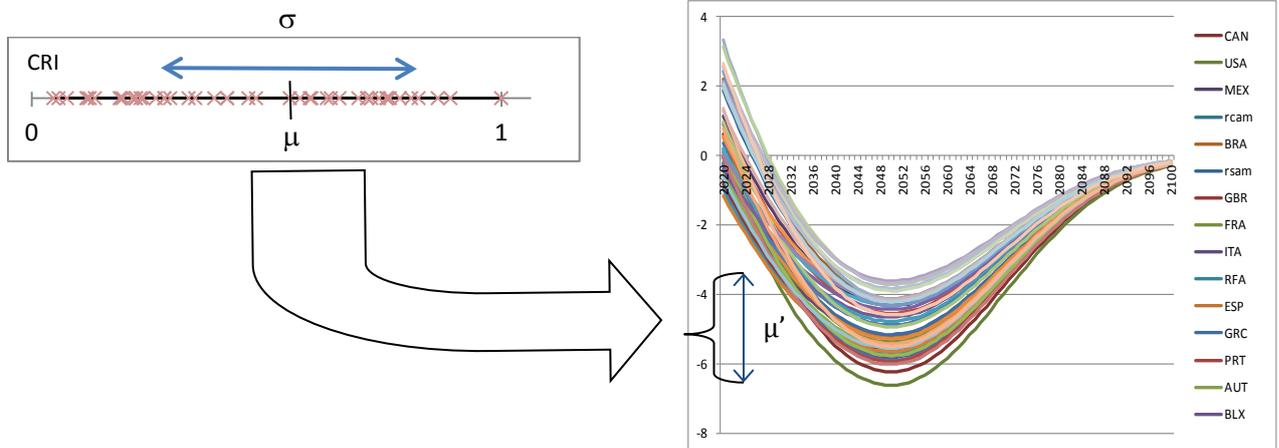 σ
CRI
0
μ
1
4
2
0
-2
-4
-6
-8
μ’
2020 2024 2028 2032 2036 2040 2044 2048 2052 2056 2060 2064 2068 2072 2076 2080 2084 2088 2092 2096 2100
CAN
USA
MEX
rcam
BRA
rsam
GBR
FRA
ITA
RFA
ESP
GRC
PRT
AUT
BLX